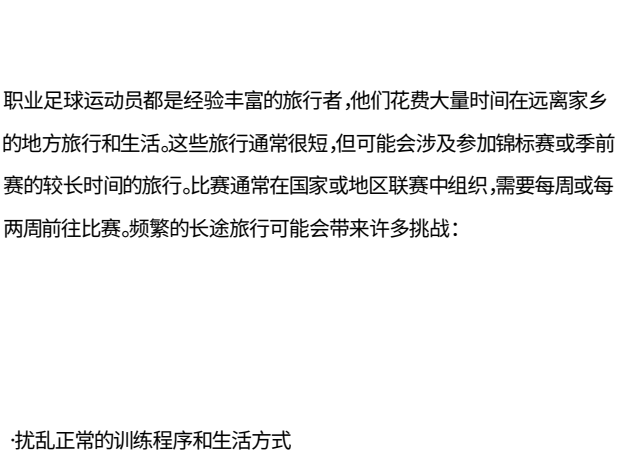 职业足球运动员都是经验丰富的旅行者,他们花费大量时间在远离家乡
的地方旅行和生活。这些旅行通常很短,但可能会涉及参加锦标赛或季前
赛的较长时间的旅行。比赛通常在国家或地区联赛中组织,需要每周或每
两周前往比赛。频繁的长途旅行可能会带来许多挑战:
·扰乱正常的训练程序和生活方式